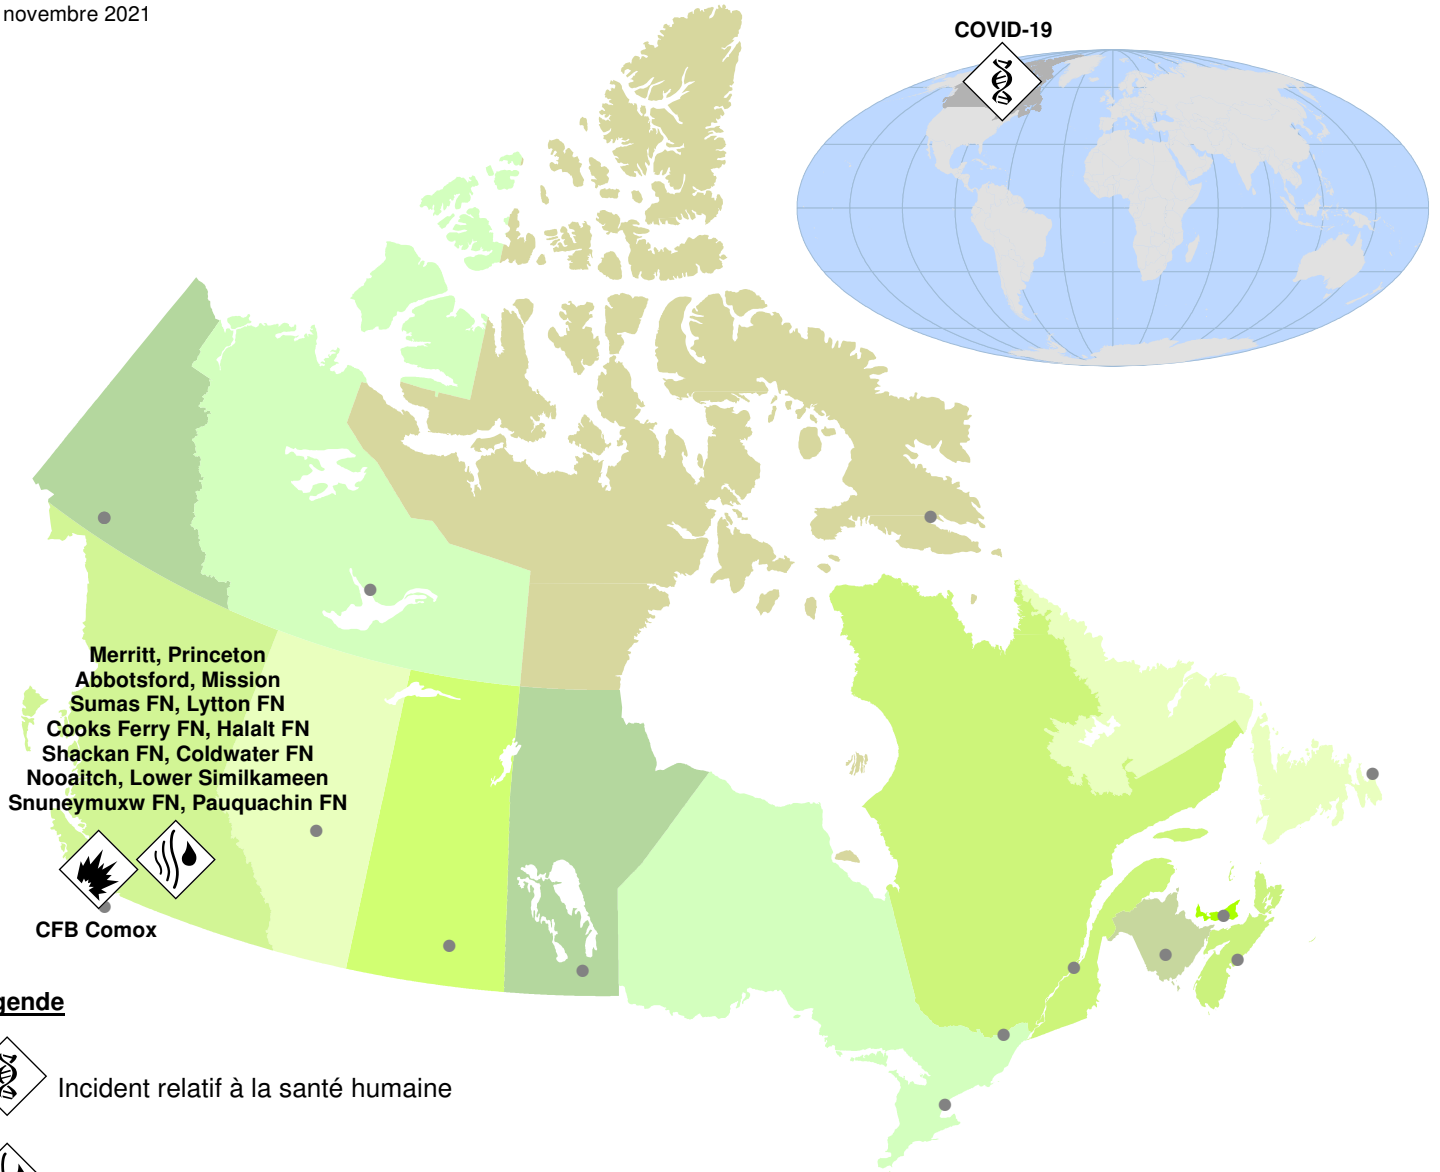 novembre 2021
COVID-19
Merritt, Princeton
Abbotsford, Mission
Sumas FN, Lytton FN
Cooks Ferry FN, Halalt FN
Shackan FN, Coldwater FN
Nooaitch, Lower Similkameen
Snuneymuxw FN, Pauquachin FN
CFB Comox
gende
Incident relatif à la santé humaine